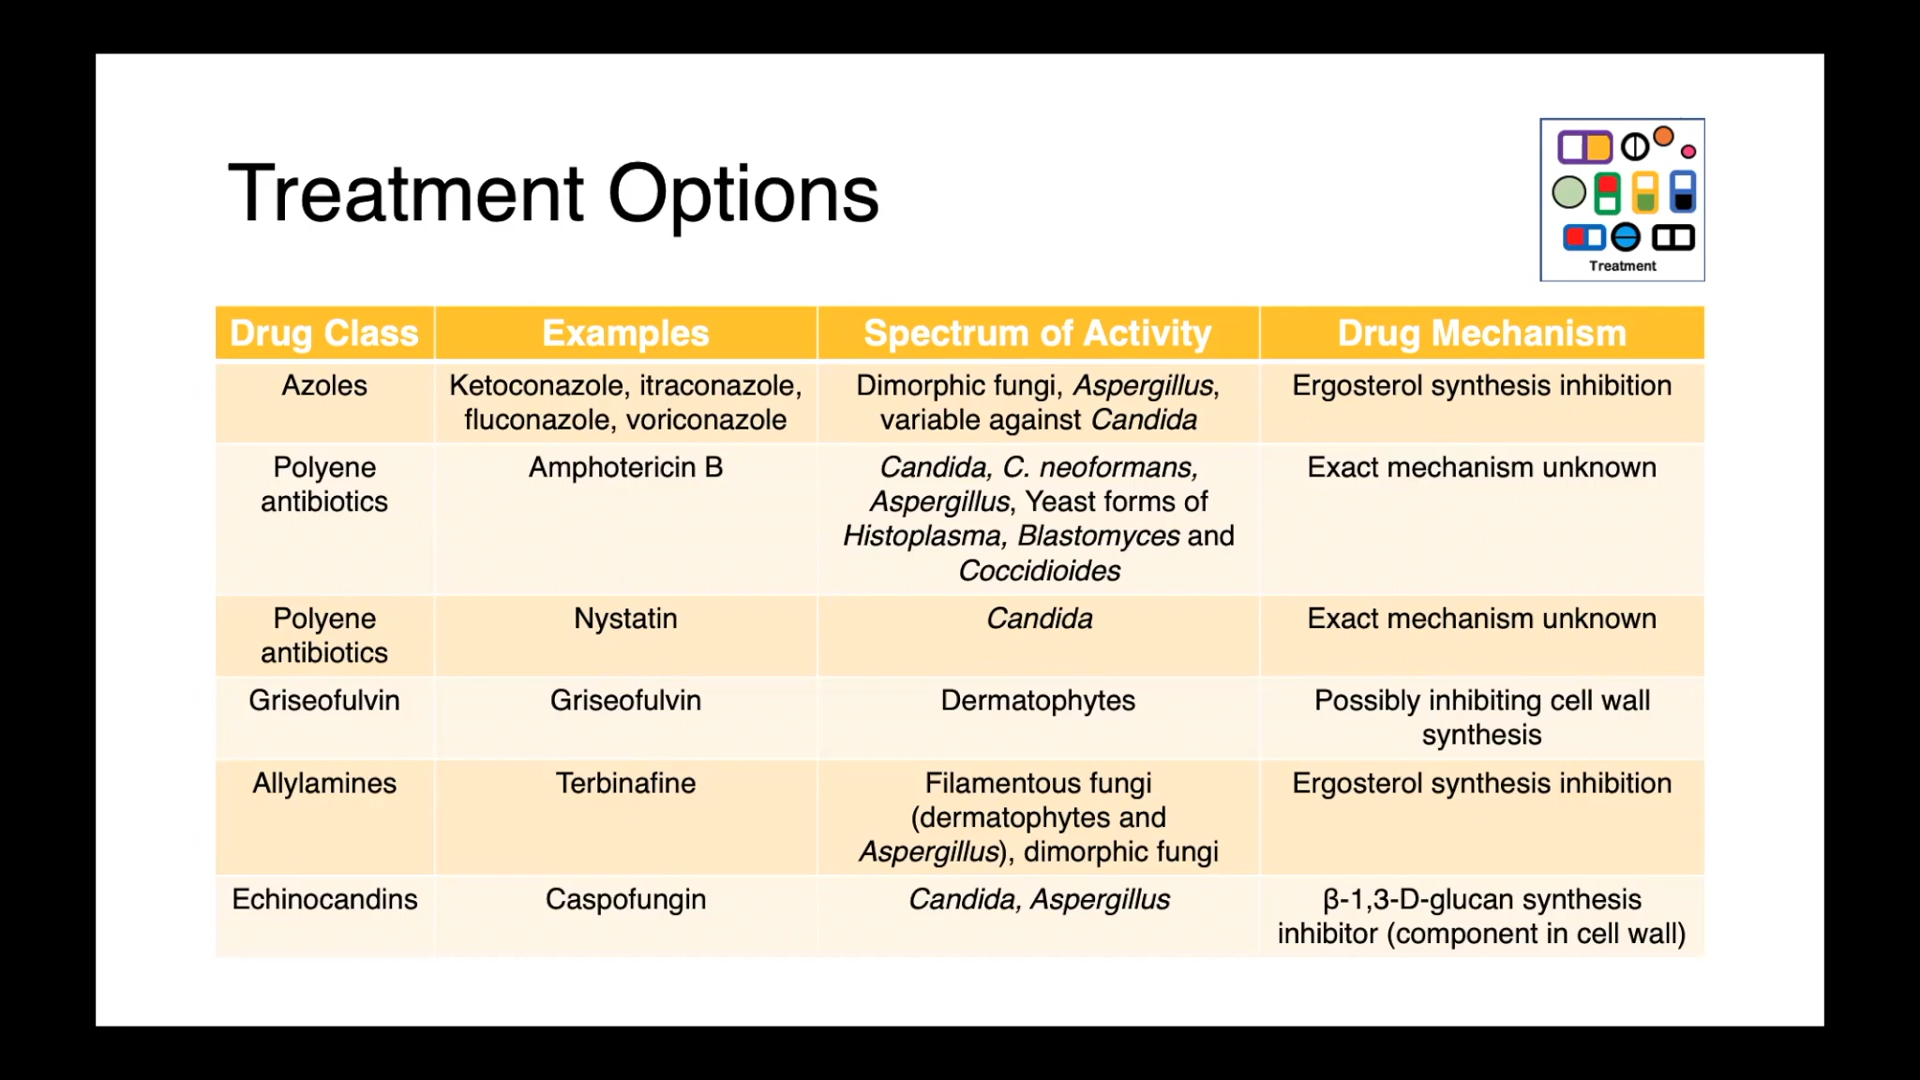 Treatment Options
Treatment
Drug Class
Examples
Spectrum of Activity
Drug Mechanism
Azoles
Ketoconazole, itraconazole,
fluconazole, voriconazole
Dimorphic fungi, Aspergillus,
variable against Candida
Ergosterol synthesis inhibition
Polyene
antibiotics
Amphotericin B
Candida, C. neoformans,
Aspergillus, Yeast forms of
Histoplasma, Blastomyces and
Coccidioides
Exact mechanism unknown
Polyene
antibiotics
Nystatin
Candida
Exact mechanism unknown
Griseofulvin
Griseofulvin
Dermatophytes
Possibly inhibiting cell wall
synthesis
Allylamines
Terbinafine
Filamentous fungi
(dermatophytes and
Aspergillus), dimorphic fungi
Ergosterol synthesis inhibition
Echinocandins
Caspofungin
Candida, Aspergillus
β-1,3-D-glucan synthesis
inhibitor (component in cell wall)